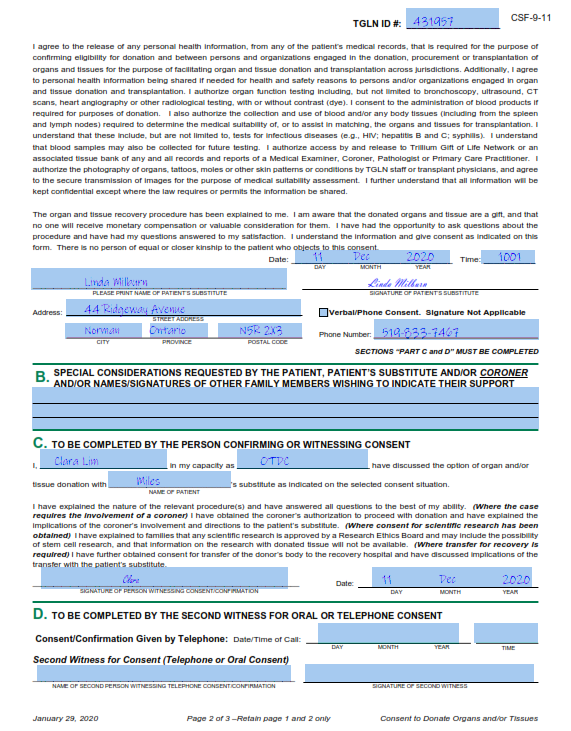 CSF-9-11
TGLN ID #: 431957
I agree to the release of any personal health information, from any of the patient's medical records, that is required for the purpose of
confirming eligibility for donation and between persons and organizations engaged in the donation, procurement or transplantation of
organs and tissues for the purpose of facilitating organ and tissue donation and transplantation across jurisdictions. Additionally, I agree
to personal health information being shared if needed for health and safety reasons to persons and/or organizations engaged in organ
and tissue donation and transplantation. I authorize organ function testing including, but not limited to bronchoscopy, ultrasound, CT
scans, heart angiography or other radiological testing, with or without contrast (dye). I consent to the administration of blood products if
required for purposes of donation. I also authorize the collection and use of blood and/or any body tissues (including from the spleen
and lymph nodes) required to determine the medical suitability of, or to assist in matching, the organs and tissues for transplantation. I
understand that these include, but are not limited to, tests for infectious diseases (e.g., HIV; hepatitis B and C; syphilis). I understand
that blood samples may also be collected for future testing. I authorize access by and release to Trillium Gift of Life Network or an
associated tissue bank of any and all records and reports of a Medical Examiner, Coroner, Pathologist or Primary Care Practitioner. I
authorize the photography of organs, tattoos, moles or other skin patterns or conditions by TGLN staff or transplant physicians, and agree
to the secure transmission of images for the purpose of medical suitability assessment. I further understand that all information will be
kept confidential except where the law requires or permits the information be shared.
The organ and tissue recovery procedure has been explained to me. I am aware that the donated organs and tissue are a gift, and that
no one will receive monetary compensation or valuable consideration for them. I have had the opportunity to ask questions about the
procedure and have had my questions answered to my satisfaction. I understand the information and give consent as indicated on this
form. There is no person of equal or closer kinship to the patient who objects to this consent.
Date: 11 Dec 2020 Time: 1001
DAY MONTH YEAR
Linda Milburn Linda Milburn
PLEASE PRINT NAME OF PATIENT'S SUBSTITUTE SIGNATURE OF PATIENT'S SUBSTITUTE
Address: 44 Ridgeway Avenue Verbal/Phone Consent. Signature Not Applicable
STREET ADDRESS
Norman Ontario N5R 2X3 Phone Number: 519-833-7467
CITY PROVINCE POSTAL CODE
SECTIONS "PART C and D" MUST BE COMPLETED
B. SPECIAL CONSIDERATIONS REQUESTED BY THE PATIENT, PATIENT'S SUBSTITUTE AND/OR CORONER
AND/OR NAMES/SIGNATURES OF OTHER FAMILY MEMBERS WISHING TO INDICATE THEIR SUPPORT
C. TO BE COMPLETED BY THE PERSON CONFIRMING OR WITNESSING CONSENT
I, Clara Lim in my capacity as OTDC have discussed the option of organ and/or
tissue donation with Miles 's substitute as indicated on the selected consent situation.
NAME OF PATIENT
I have explained the nature of the relevant procedure(s) and have answered all questions to the best of my ability. (Where the case
requires the Involvement of a coroner) I have obtained the coroner's authorization to proceed with donation and have explained the
implications of the coroner's involvement and directions to the patient's substitute. (Where consent for scientific research has been
obtained) I have explained to families that any scientific research is approved by a Research Ethics Board and may include the possibility
of stem cell research, and that information on the research with donated tissue will not be available. (Where transfer for recovery is
required) I have further obtained consent for transfer of the donor's body to the recovery hospital and have discussed implications of the
transfer with the patient's substitute.
Clara Date: 11 Dec 2020
SIGNATURE OF PERSON WITNESSING CONSENT/CONFIRMATION DAY MONTH YEAR
D. TO BE COMPLETED BY THE SECOND WITNESS FOR ORAL OR TELEPHONE CONSENT
Consent/Confirmation Given by Telephone: Date/Time of Call:
DAY MONTH YEAR TIME
Second Witness for Consent (Telephone or Oral Consent)
NAME OF SECOND PERSON WITNESSING TELEPHONE CONSENT/CONFIRMATION SIGNATURE OF SECOND WITNESS
January 29, 2020 Page 2 of 3 –Retain page 1 and 2 only Consent to Donate Organs and/or Tissues